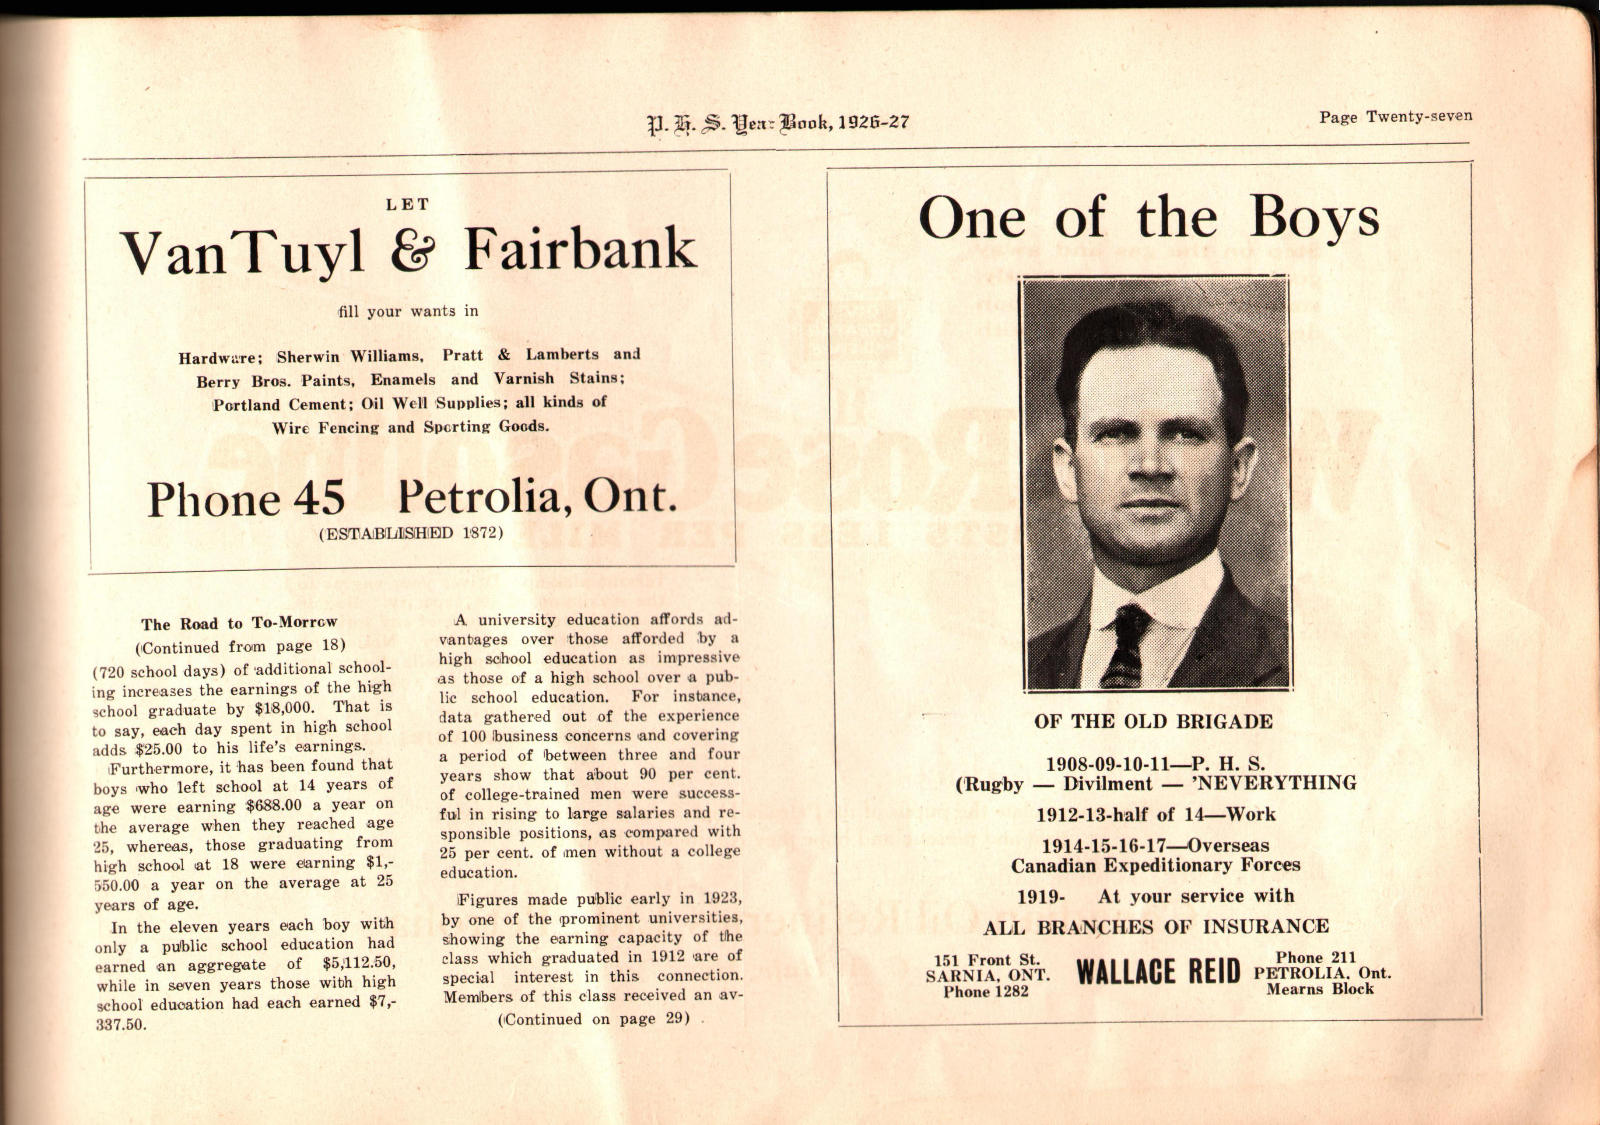 P. H. S. Year Book, 1926-27
Page Twenty-seven
LET
VanTuyl & Fairbank
fill your wants in
Hardware; Sherwin Williams, Pratt & Lamberts and
Berry Bros. Paints, Enamels and Varnish Stains;
Portland Cement; Oil Well Supplies; all kinds of
Wire Fencing and Sporting Goods.
Phone 45 Petrolia, Ont.
(ESTABLISHED 1872)
The Road to To-Morrow
(Continued from page 18)
(720 school days) of additional school-
ing increases the earnings of the high
school graduate by $18,000. That is
to say, each day spent in high school
adds $25.00 to his life's earnings.
Furthermore, it has been found that
boys who left school at 14 years of
age were earning $688.00 a year on
the average when they reached age
25, whereas, those graduating from
high school at 18 were earning $1,-
550.00 a year on the average at 25
years of age.
In the eleven years each boy with
only a public school education had
earned an aggregate of $5,112.50,
while in seven years those with high
school education had each earned $7,-
337.50.
A university education affords ad-
vantages over those afforded by a
high school education as impressive
as those of a high school over a pub-
lic school education. For instance,
data gathered out of the experience
of 100 business concerns and covering
a period of between three and four
years show that about 90 per cent.
of college-trained men were success-
ful in rising to large salaries and re-
sponsible positions, as compared with
25 per cent. of men without a college
education.
Figures made public early in 1923,
by one of the prominent universities,
showing the earning capacity of the
class which graduated in 1912 are of
special interest in this connection.
Members of this class received an av-
(Continued on page 29)
One of the Boys
OF THE OLD BRIGADE
1908-09-10-11—P. H. S.
(Rugby — Divilment — 'NEVERYTHING
1912-13-half of 14—Work
1914-15-16-17—Overseas
Canadian Expeditionary Forces
1919- At your service with
ALL BRANCHES OF INSURANCE
151 Front St.
SARNIA, ONT.
Phone 1282
WALLACE REID
Phone 211
PETROLIA, Ont.
Mearns Block